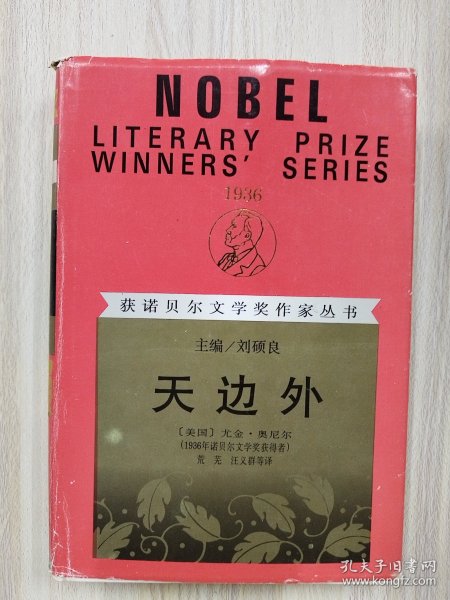 NOBEL
LITERARY PRIZE
WINNERS' SERIES
1936
获诺贝尔文学奖作家丛书
主编/刘硕良
天边外
〔美国〕尤金·奥尼尔
(1936年诺贝尔文学奖获得者)
荒芜 汪义群等译
孔夫子旧书网
www.kongfz.com